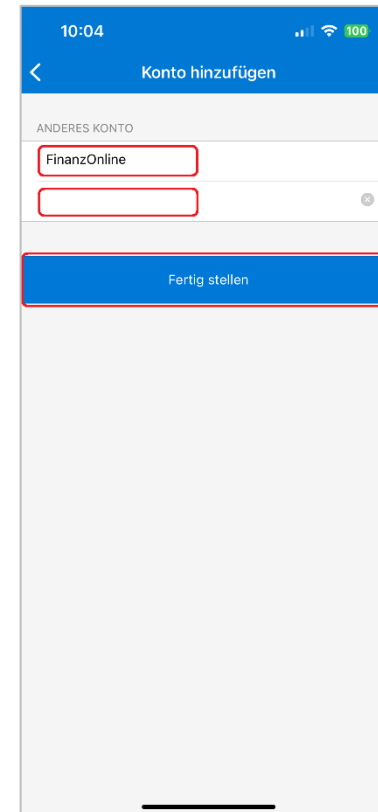 10:04
100
Konto hinzufügen
ANDERES KONTO
FinanzOnline
Fertig stellen